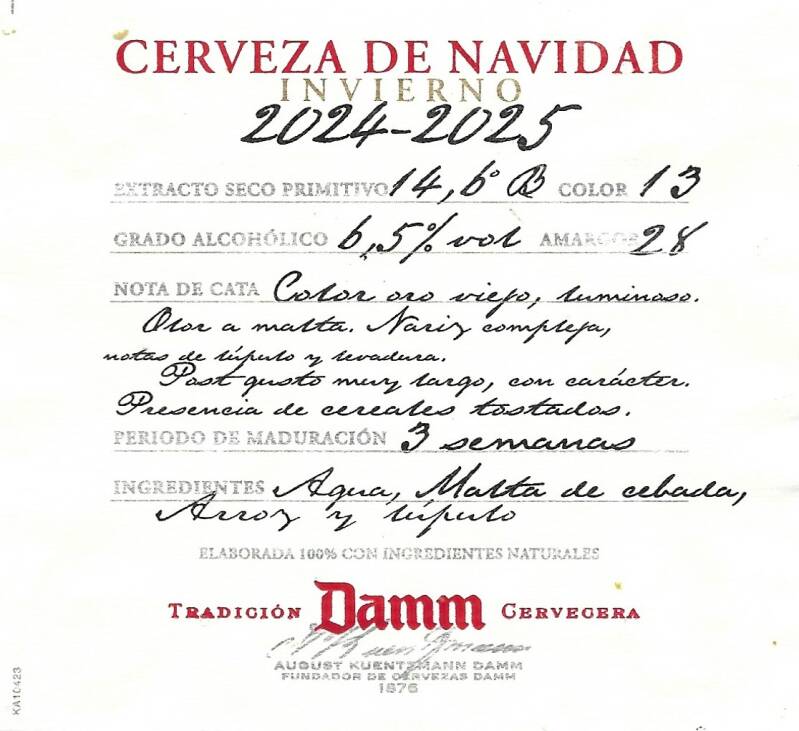 CERVEZA DE NAVIDAD
INVIERNO
2024-2025
EXTRACTO SECO PRIMITIVO 14,6º B COLOR 13
GRADO ALCOHÓLICO 6,5% vol AMARGOR 28
NOTA DE CATA Color oro viejo, luminoso.
Olor a malta. Nariz compleja,
notas de lúpulo y levadura.
Post gusto muy largo, con carácter.
Presencia de cereales tostados.
PERIODO DE MADURACIÓN 3 semanas
INGREDIENTES Agua, Malta de cebada,
Arroz y lúpulo
ELABORADA 100% CON INGREDIENTES NATURALES
TRADICIÓN Damm CERVECERA
AUGUST KUENTZMANN DAMM
FUNDADOR DE CERVEZAS DAMM
1876
KA10423